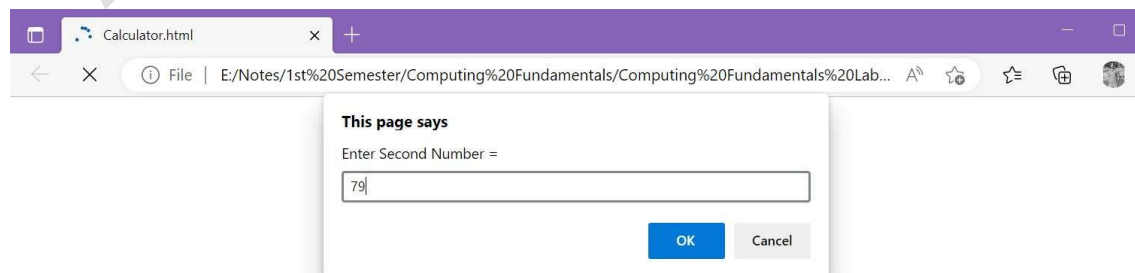 Calculator.html
File | E:/Notes/1st%20Semester/Computing%20Fundamentals/Computing%20Fundamentals%20Lab... A
This page says
Enter Second Number =
79
OK Cancel